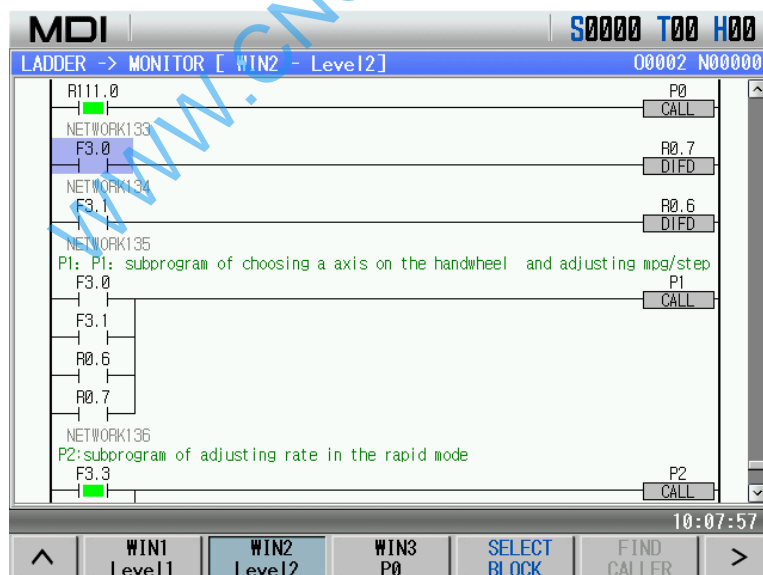 MDI S0000 T00 H00
LADDER -> MONITOR [ WIN2 - Level2] O0002 N00000
R111.0 P0
CALL
NETWORK133
F3.0 R0.7
DIFD
NETWORK134
F3.1 R0.6
DIFD
NETWORK135
P1: P1: subprogram of choosing a axis on the handwheel and adjusting mpg/step
F3.0 P1
CALL
F3.1
R0.6
R0.7
NETWORK136
P2:subprogram of adjusting rate in the rapid mode
F3.3 P2
CALL
10:07:57
WIN1 WIN2 WIN3 SELECT FIND
Level1 Level2 P0 BLOCK CALLER >